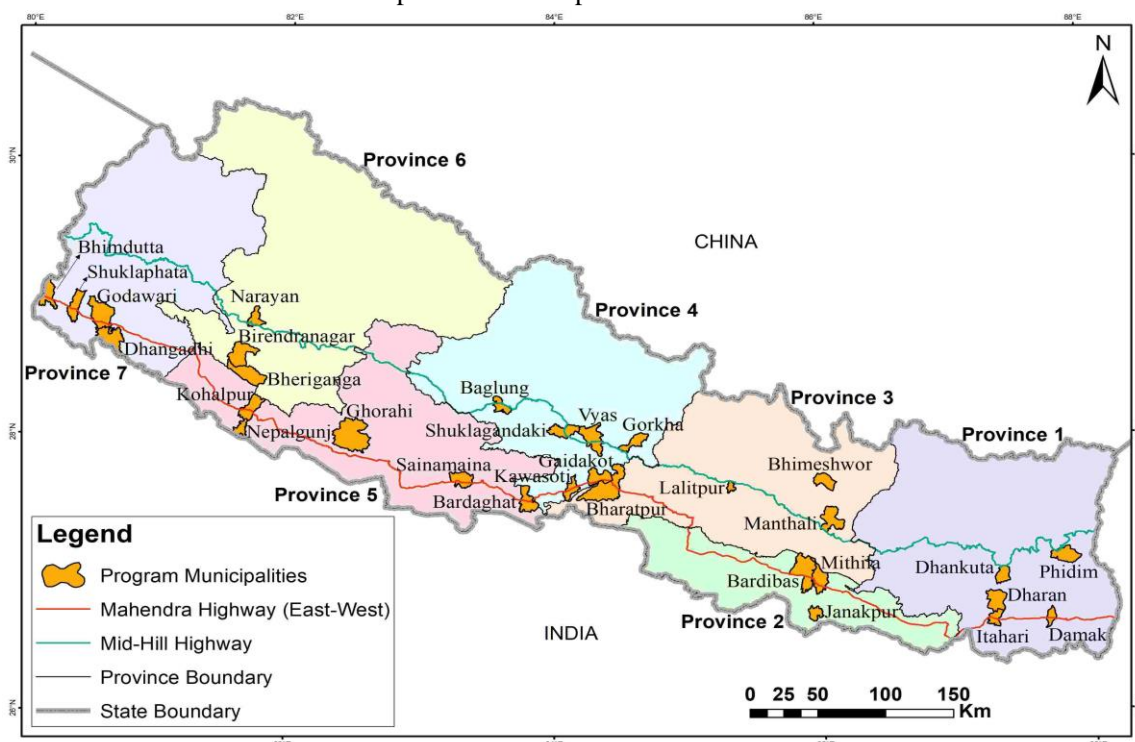 80°E 82°E 84°E 86°E 88°E
N
30°N
Province 6
CHINA
Bhimdutta
Shuklaphata
Godawari
Narayan
Province 4
Birendranagar
Dhangadhi
Province 7
Bheriganga
Kohalpur
Baglung
Province 3
Ghorahi
Vyas
Gorkha
28°N
Nepalgunj
Shuklagandaki
Province 1
Gaidakot
Bhimeshwor
Sainamaina
Kawasoti
Lalitpur
Province 5
Bardaghat
Bharatpur
Manthali
Legend
Program Municipalities
Mahendra Highway (East-West)
Mid-Hill Highway
Province Boundary
State Boundary
Mithila
Dhankuta
Phidim
Bardibas
Dharan
Province 2
Janakpur
INDIA
Itahari
Damak
26°N
0 25 50 100 150
Km